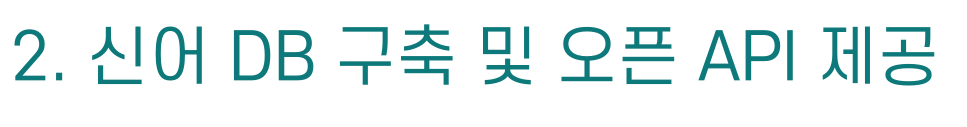 2. 신어 DB 구축 및 오픈 API 제공